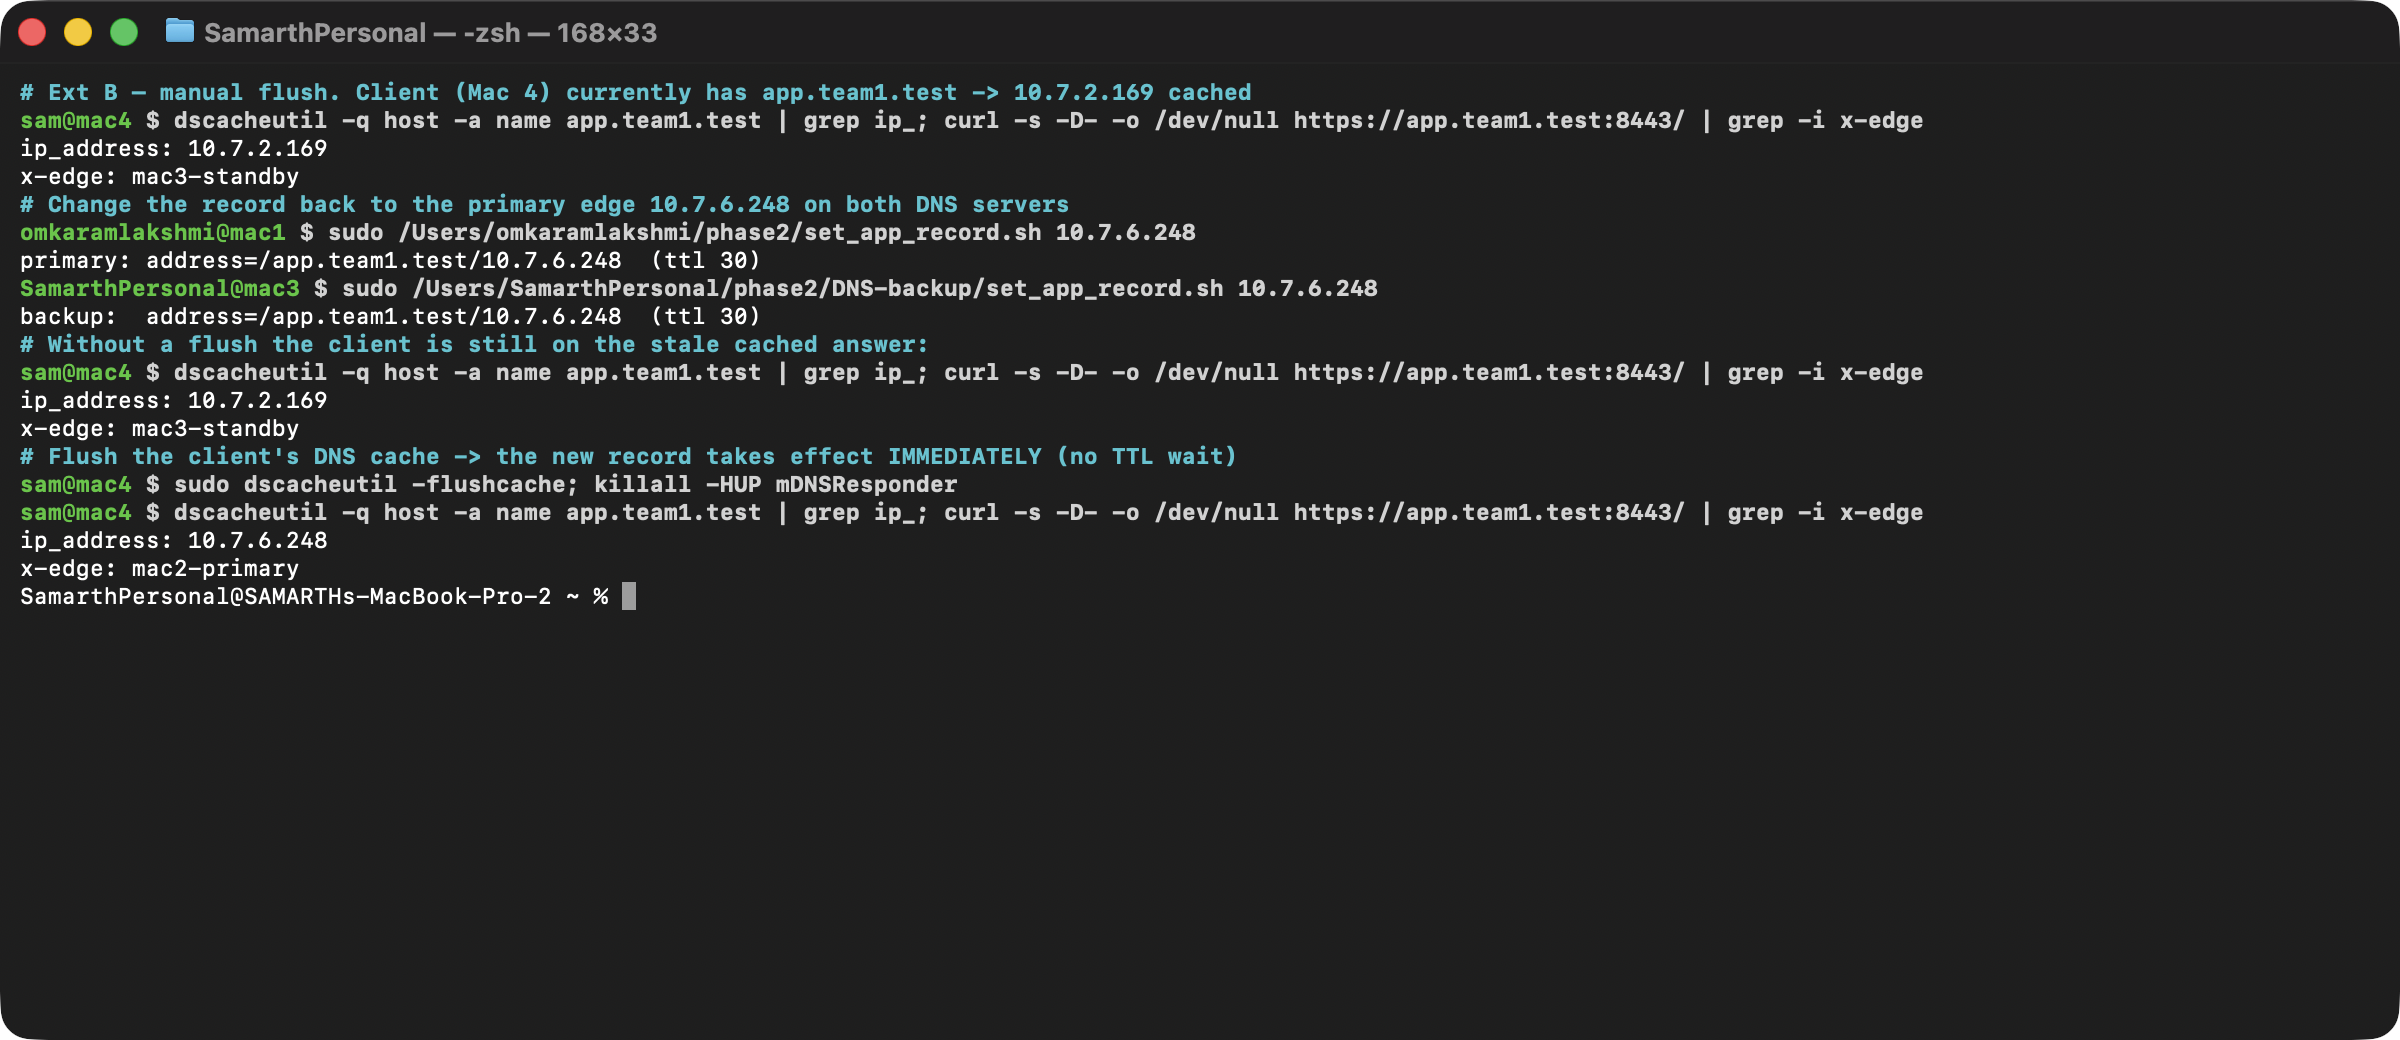 SamarthPersonal — -zsh — 168×33
# Ext B — manual flush. Client (Mac 4) currently has app.team1.test -> 10.7.2.169 cached
sam@mac4 $ dscacheutil -q host -a name app.team1.test | grep ip_; curl -s -D- -o /dev/null https://app.team1.test:8443/ | grep -i x-edge
ip_address: 10.7.2.169
x-edge: mac3-standby
# Change the record back to the primary edge 10.7.6.248 on both DNS servers
omkaramlakshmi@mac1 $ sudo /Users/omkaramlakshmi/phase2/set_app_record.sh 10.7.6.248
primary: address=/app.team1.test/10.7.6.248  (ttl 30)
SamarthPersonal@mac3 $ sudo /Users/SamarthPersonal/phase2/DNS-backup/set_app_record.sh 10.7.6.248
backup:  address=/app.team1.test/10.7.6.248  (ttl 30)
# Without a flush the client is still on the stale cached answer:
sam@mac4 $ dscacheutil -q host -a name app.team1.test | grep ip_; curl -s -D- -o /dev/null https://app.team1.test:8443/ | grep -i x-edge
ip_address: 10.7.2.169
x-edge: mac3-standby
# Flush the client's DNS cache -> the new record takes effect IMMEDIATELY (no TTL wait)
sam@mac4 $ sudo dscacheutil -flushcache; killall -HUP mDNSResponder
sam@mac4 $ dscacheutil -q host -a name app.team1.test | grep ip_; curl -s -D- -o /dev/null https://app.team1.test:8443/ | grep -i x-edge
ip_address: 10.7.6.248
x-edge: mac2-primary
SamarthPersonal@SAMARTHs-MacBook-Pro-2 ~ %